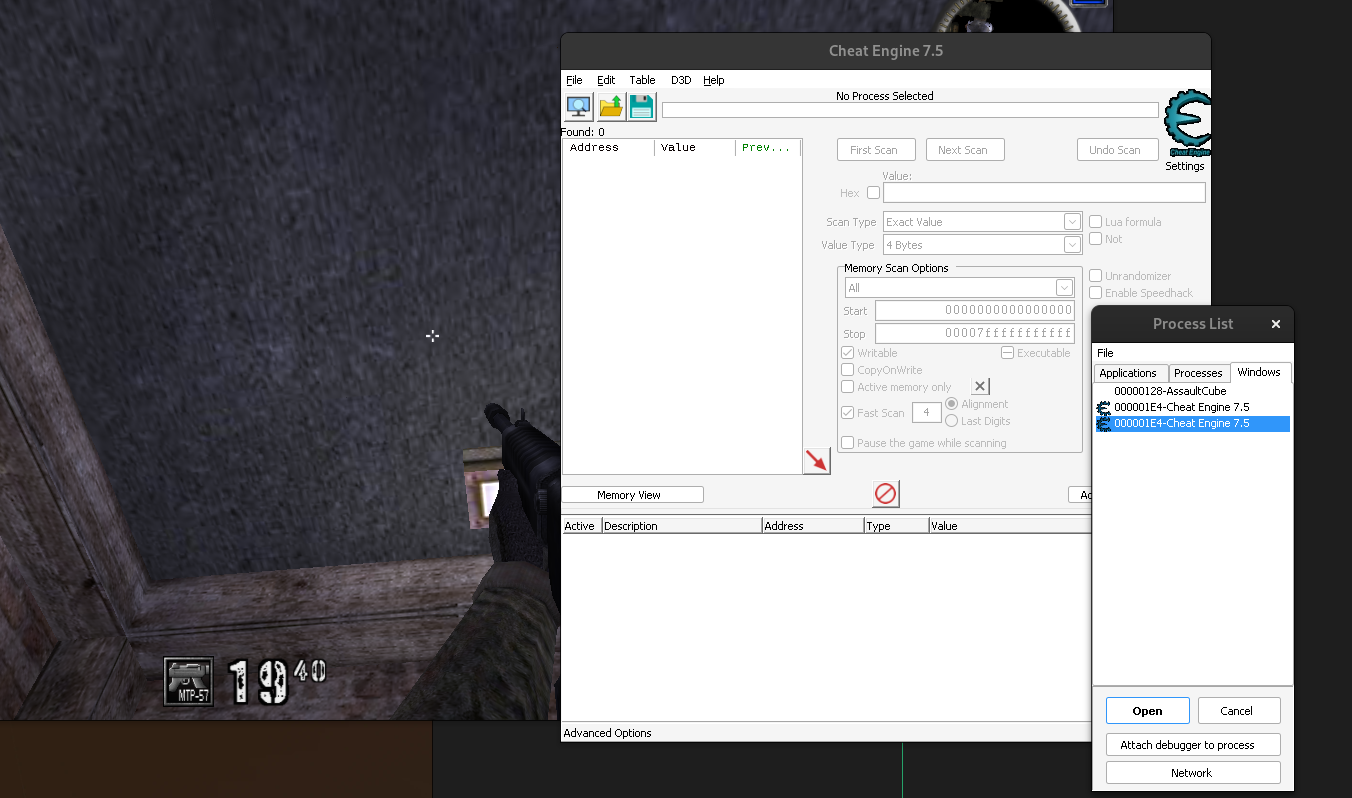 Cheat Engine 7.5
File Edit Table D3D Help
No Process Selected
Found: 0
Address Value Prev...
First Scan Next Scan Undo Scan
Cheat Engine
Settings
Value:
Hex
Scan Type Exact Value Lua formula
Not
Value Type 4 Bytes
Memory Scan Options
All
Unrandomizer
Enable Speedhack
Start 0000000000000000
Stop 00007fffffffffff
Writable Executable
CopyOnWrite
Active memory only
Fast Scan 4 Alignment
Last Digits
Pause the game while scanning
Memory View
Active Description Address Type Value
Advanced Options
Process List
File
Applications Processes Windows
00000128-AssaultCube
000001E4-Cheat Engine 7.5
000001E4-Cheat Engine 7.5
Open Cancel
Attach debugger to process
Network
MTP-57
19 40